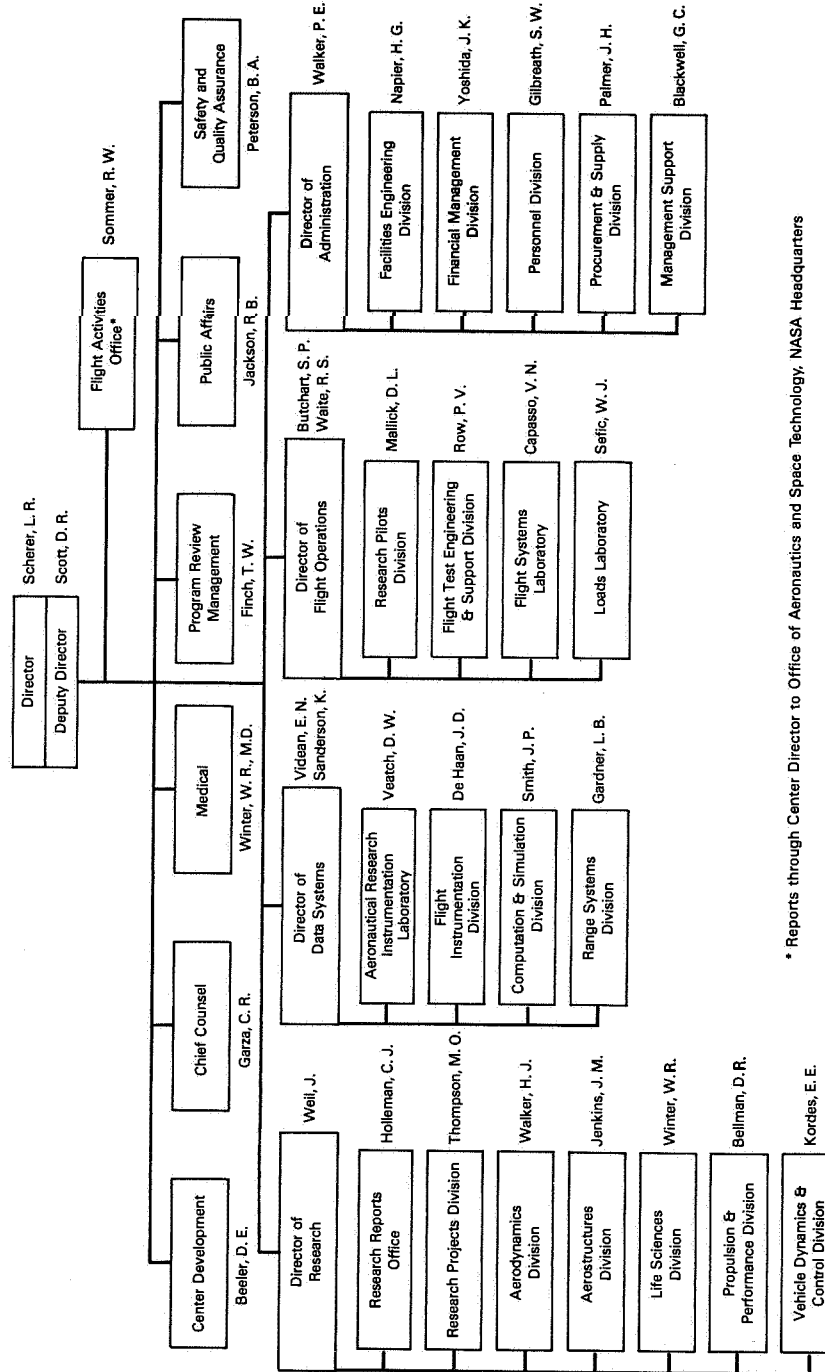 Director
Scherer, L. R.
Deputy Director
Scott, D. R.
Flight Activities
Office*
Sommer, R. W.
Center Development
Beeler, D. E.
Chief Counsel
Garza, C. R.
Medical
Winter, W. R., M.D.
Program Review
Management
Finch, T. W.
Public Affairs
Jackson, R. B.
Safety and
Quality Assurance
Peterson, B. A.
Director of
Research
Weil, J.
Research Reports
Office
Holleman, C. J.
Research Projects Division
Thompson, M. O.
Aerodynamics
Division
Walker, H. J.
Aerostructures
Division
Jenkins, J. M.
Life Sciences
Division
Winter, W. R.
Propulsion &
Performance Division
Bellman, D. R.
Vehicle Dynamics &
Control Division
Kordes, E. E.
Director of
Data Systems
Videan, E. N.
Sanderson, K.
Aeronautical Research
Instrumentation
Laboratory
Veatch, D. W.
Flight
Instrumentation
Division
De Haan, J. D.
Computation & Simulation
Division
Smith, J. P.
Range Systems
Division
Gardner, L. B.
Director of
Flight Operations
Butchart, S. P.
Waite, R. S.
Research Pilots
Division
Mallick, D. L.
Flight Test Engineering
& Support Division
Row, P. V.
Flight Systems
Laboratory
Capasso, V. N.
Loads Laboratory
Sefic, W. J.
Director of
Administration
Walker, P. E.
Facilities Engineering
Division
Napier, H. G.
Financial Management
Division
Yoshida, J. K.
Personnel Division
Gilbreath, S. W.
Procurement & Supply
Division
Palmer, J. H.
Management Support
Division
Blackwell, G. C.
* Reports through Center Director to Office of Aeronautics and Space Technology, NASA Headquarters